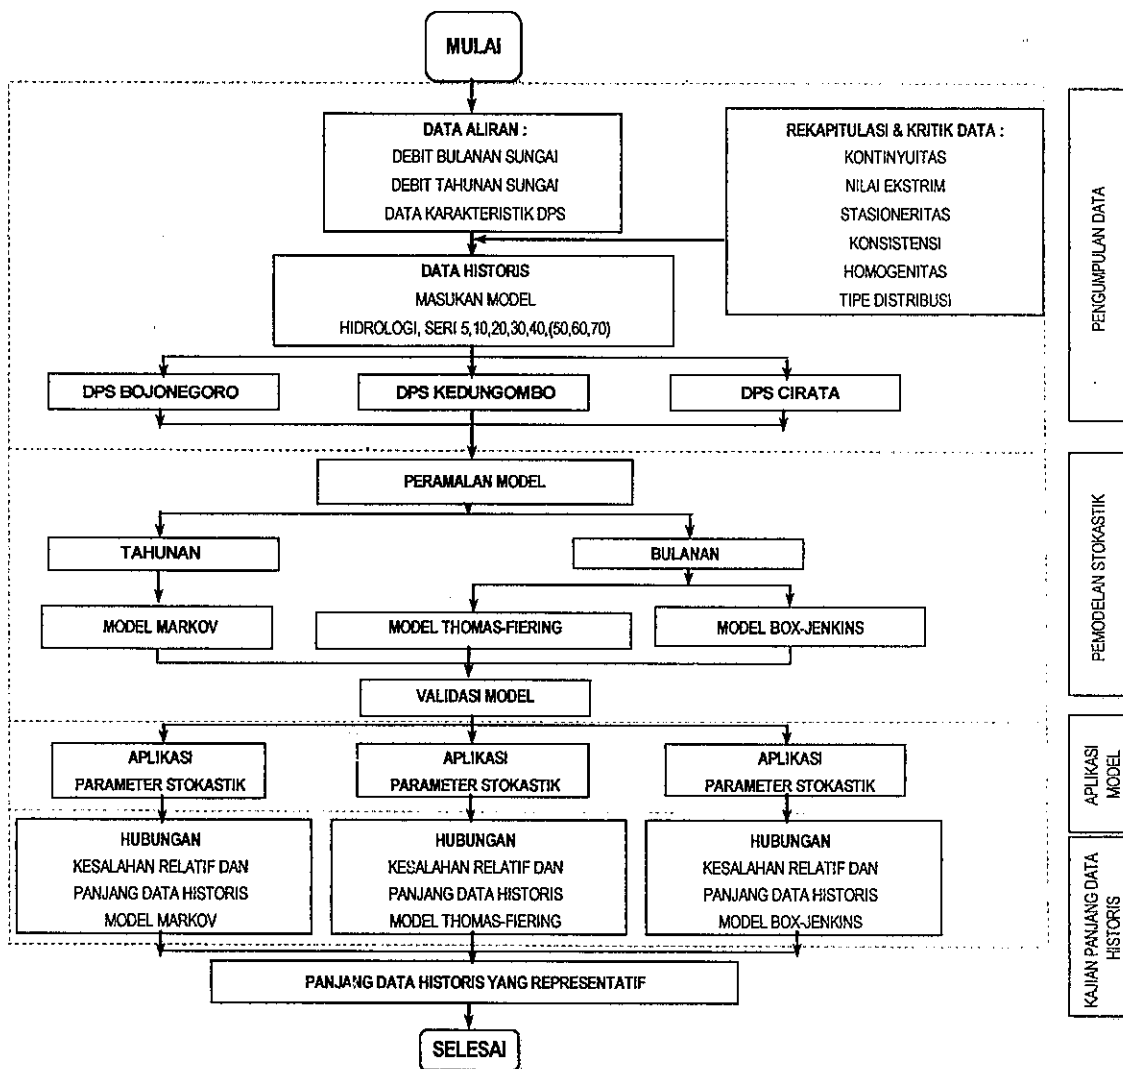 MULAI
DATA ALIRAN :
DEBIT BULANAN SUNGAI
DEBIT TAHUNAN SUNGAI
DATA KARAKTERISTIK DPS
REKAPITULASI & KRITIK DATA :
KONTINYUITAS
NILAI EKSTRIM
STASIONERITAS
KONSISTENSI
HOMOGENITAS
TIPE DISTRIBUSI
PENGUMPULAN DATA
DATA HISTORIS
MASUKAN MODEL
HIDROLOGI, SERI 5,10,20,30,40,(50,60,70)
DPS BOJONEGORO
DPS KEDUNGOMBO
DPS CIRATA
PERAMALAN MODEL
TAHUNAN
BULANAN
MODEL MARKOV
MODEL THOMAS-FIERING
MODEL BOX-JENKINS
VALIDASI MODEL
PEMODELAN STOKASTIK
APLIKASI
PARAMETER STOKASTIK
APLIKASI
PARAMETER STOKASTIK
APLIKASI
PARAMETER STOKASTIK
APLIKASI
MODEL
HUBUNGAN
KESALAHAN RELATIF DAN
PANJANG DATA HISTORIS
MODEL MARKOV
HUBUNGAN
KESALAHAN RELATIF DAN
PANJANG DATA HISTORIS
MODEL THOMAS-FIERING
HUBUNGAN
KESALAHAN RELATIF DAN
PANJANG DATA HISTORIS
MODEL BOX-JENKINS
KAJIAN PANJANG DATA
HISTORIS
PANJANG DATA HISTORIS YANG REPRESENTATIF
SELESAI